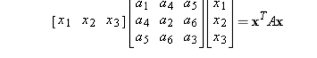 [x₁ x₂ x₃] [a₁ a₄ a₅; a₄ a₂ a₆; a₅ a₆ a₃] [x₁; x₂; x₃] = xᵀAx